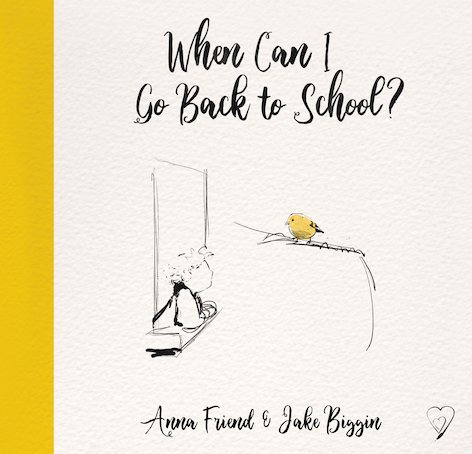 When Can I
Go Back to School?
Anna Friend & Jake Biggin